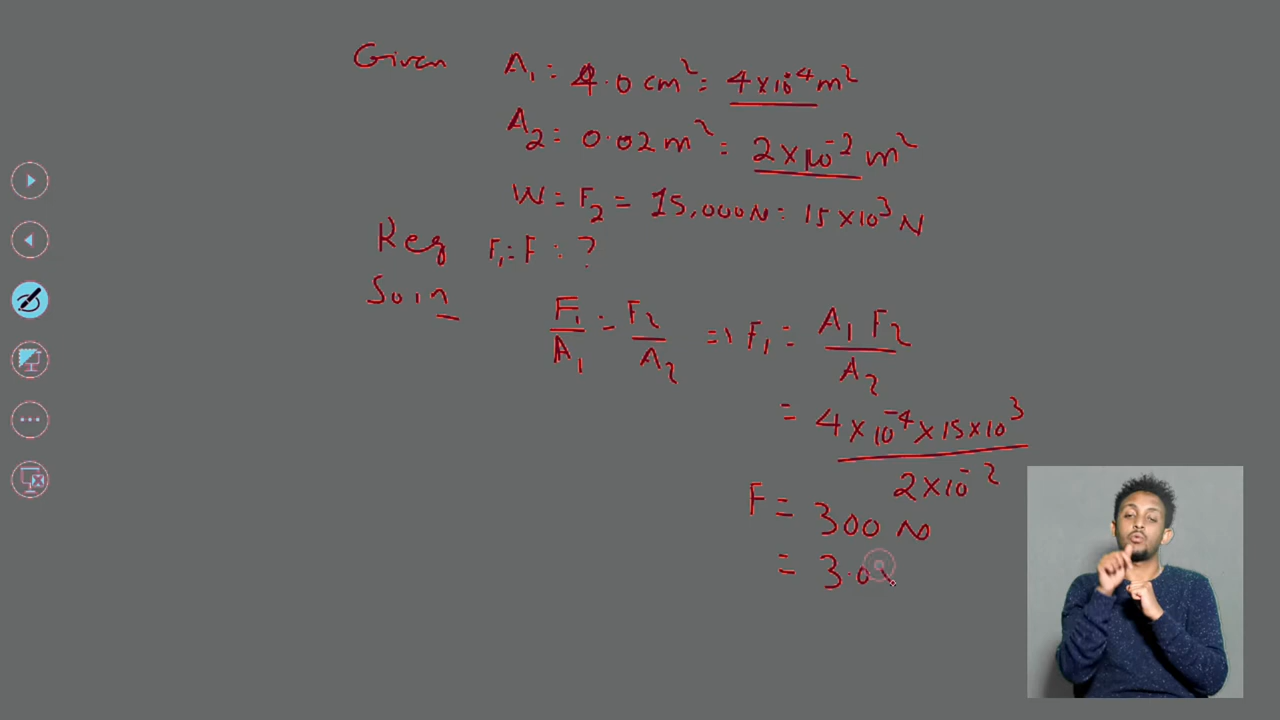 Given A₁ = 4.0 cm² = 4×10⁻⁴ m²
A₂ = 0.02 m² = 2×10⁻² m²
W = F₂ = 15,000N = 15×10³ N
Req F₁ = F = ?
Soln F₁/A₁ = F₂/A₂ => F₁ = A₁ F₂/A₂
= 4×10⁻⁴×15×10³/2×10⁻²
F = 300 N
= 3.0×